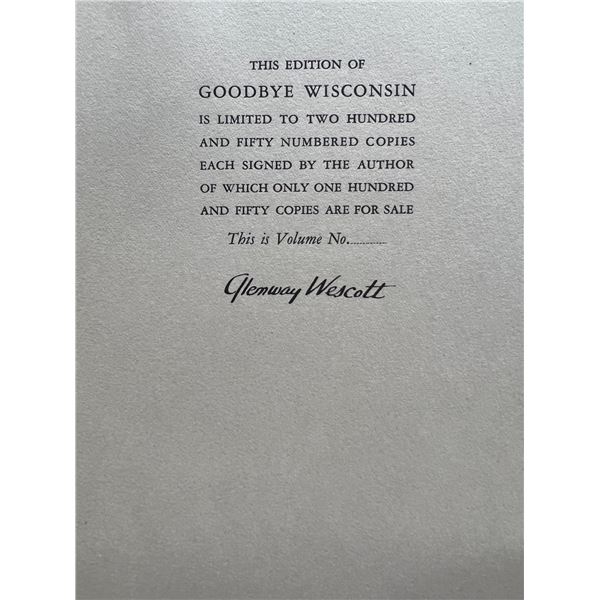 THIS EDITION OF
GOODBYE WISCONSIN
IS LIMITED TO TWO HUNDRED
AND FIFTY NUMBERED COPIES
EACH SIGNED BY THE AUTHOR
OF WHICH ONLY ONE HUNDRED
AND FIFTY COPIES ARE FOR SALE
This is Volume No.............
Glenway Wescott